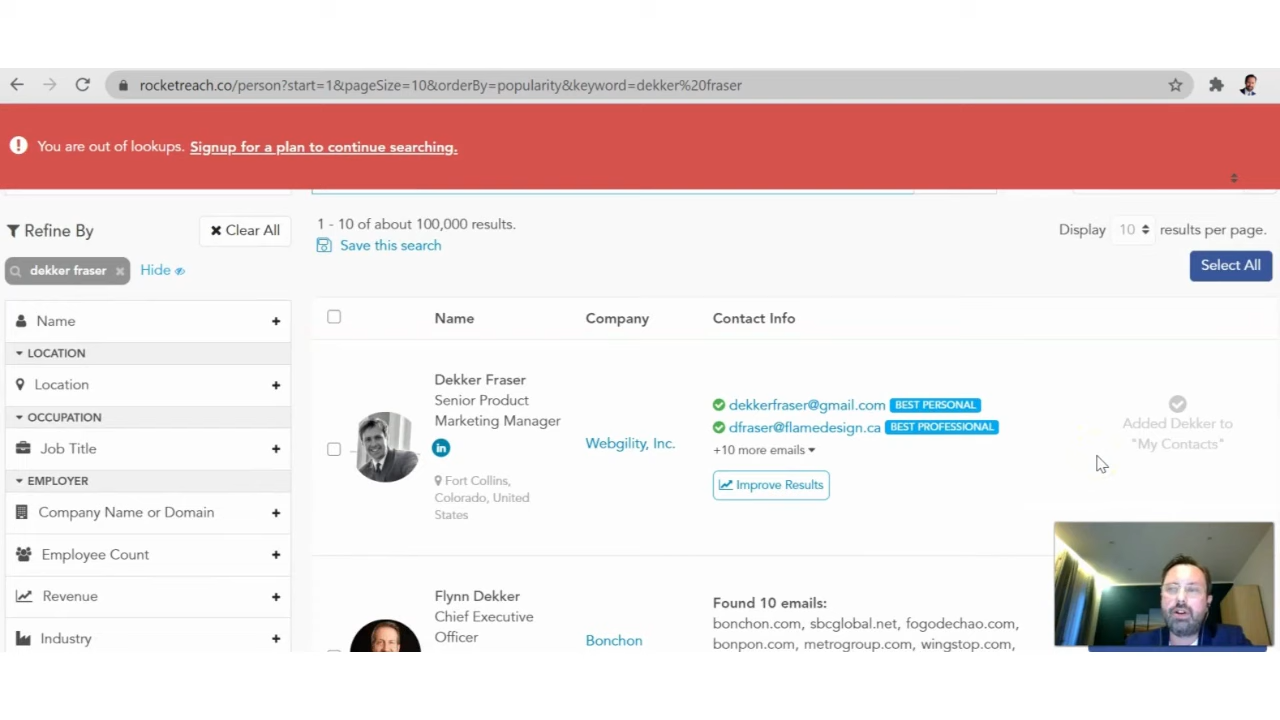 rocketreach.co/person?start=1&pageSize=10&orderBy=popularity&keyword=dekker%20fraser
You are out of lookups. Signup for a plan to continue searching.
Refine By
Clear All
1 - 10 of about 100,000 results.
Save this search
Display 10 results per page.
Select All
dekker fraser
Hide
Name
LOCATION
Location
OCCUPATION
Job Title
EMPLOYER
Company Name or Domain
Employee Count
Revenue
Industry
Name Company Contact Info
Dekker Fraser
Senior Product
Marketing Manager
in
Fort Collins,
Colorado, United
States
Webgility, Inc.
dekkerfraser@gmail.com BEST PERSONAL
dfraser@flamedesign.ca BEST PROFESSIONAL
+10 more emails
Improve Results
Added Dekker to
"My Contacts"
Flynn Dekker
Chief Executive
Officer
Bonchon
Found 10 emails:
bonchon.com, sbcglobal.net, fogodechao.com,
bonpon.com, metrogroup.com, wingstop.com,